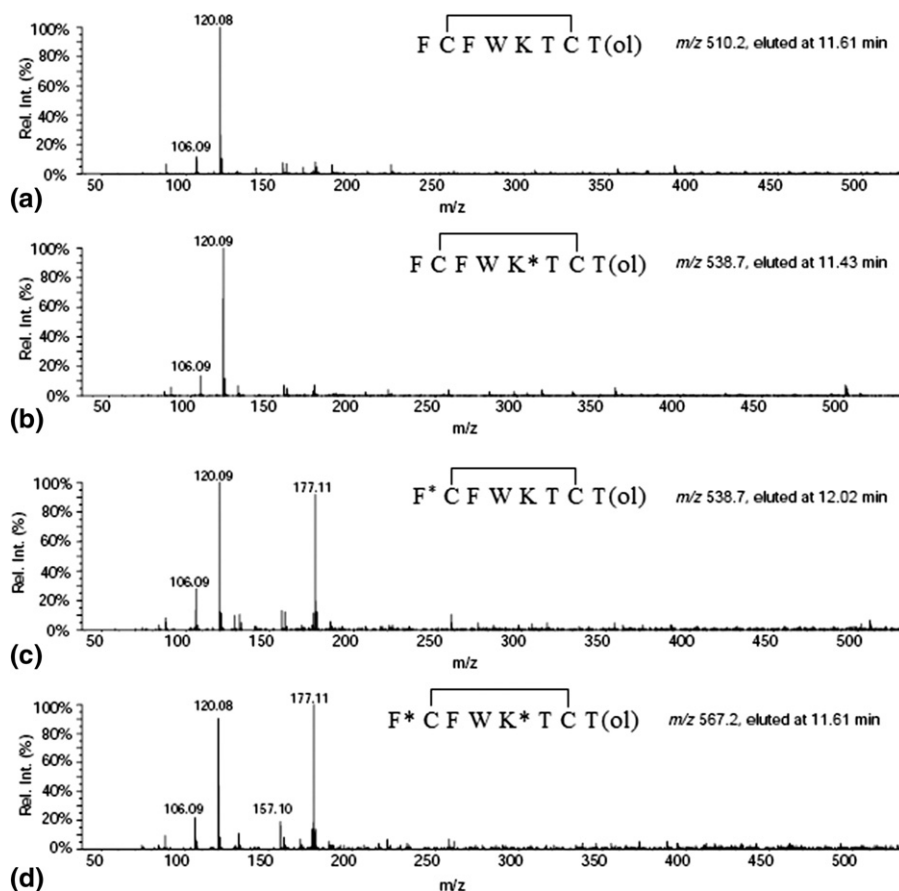 100%
80%
60%
40%
20%
0%
Rel. Int. (%)
120.08
106.09
F C F W K T C T(ol)
m/z 510.2, eluted at 11.61 min
50 100 150 200 250 300 350 400 450 500
m/z
(a)
100%
80%
60%
40%
20%
0%
Rel. Int. (%)
120.09
106.09
F C F W K* T C T(ol)
m/z 538.7, eluted at 11.43 min
50 100 150 200 250 300 350 400 450 500
m/z
(b)
100%
80%
60%
40%
20%
0%
Rel. Int. (%)
120.09
177.11
106.09
F* C F W K T C T(ol)
m/z 538.7, eluted at 12.02 min
50 100 150 200 250 300 350 400 450 500
m/z
(c)
100%
80%
60%
40%
20%
0%
Rel. Int. (%)
120.08
177.11
106.09
157.10
F* C F W K* T C T(ol)
m/z 567.2, eluted at 11.61 min
50 100 150 200 250 300 350 400 450 500
m/z
(d)